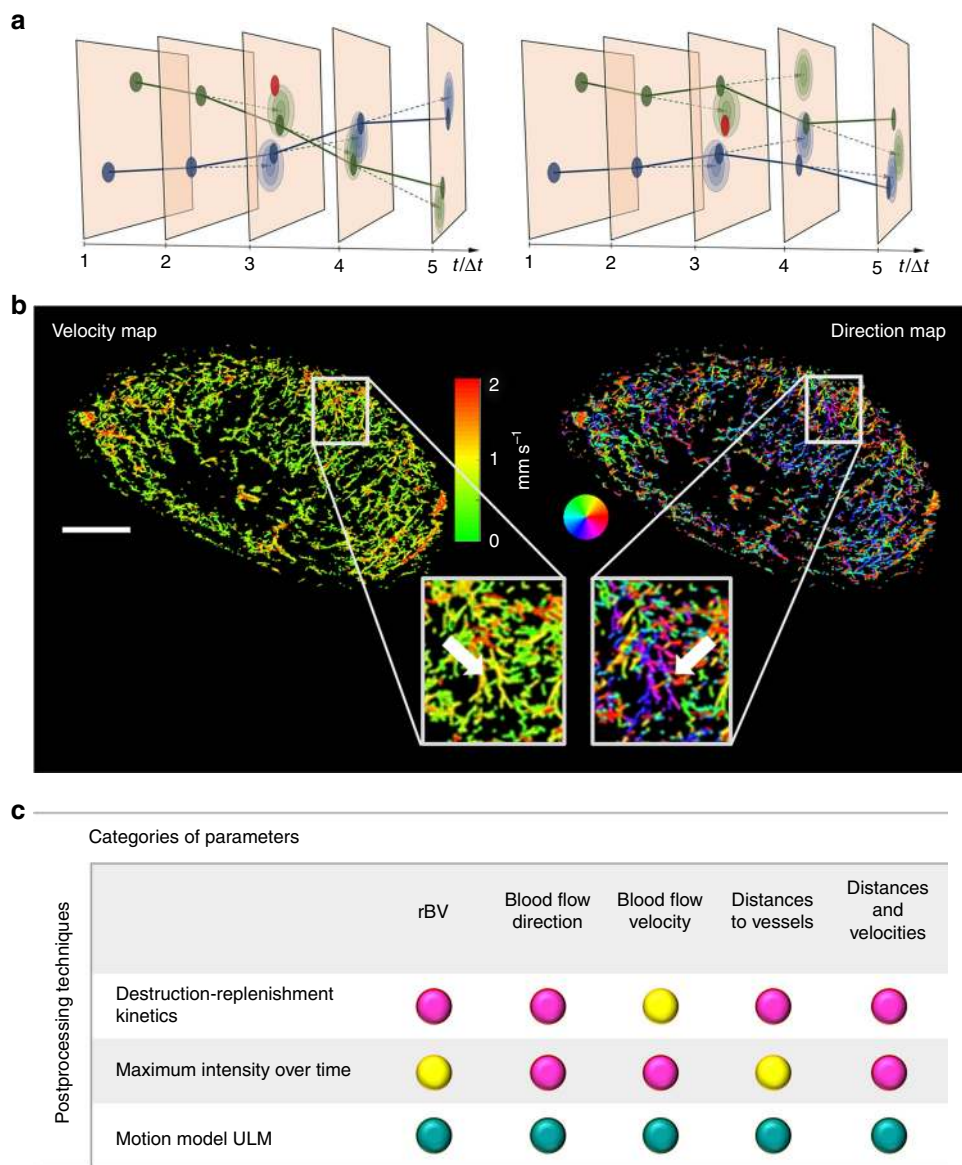 a
1 2 3 4 5 t/Δt
1 2 3 4 5 t/Δt
b
Velocity map
Direction map
2
1
0
mm s⁻¹
c
Categories of parameters
Postprocessing techniques
rBV
Blood flow
direction
Blood flow
velocity
Distances
to vessels
Distances
and
velocities
Destruction-replenishment
kinetics
Maximum intensity over time
Motion model ULM